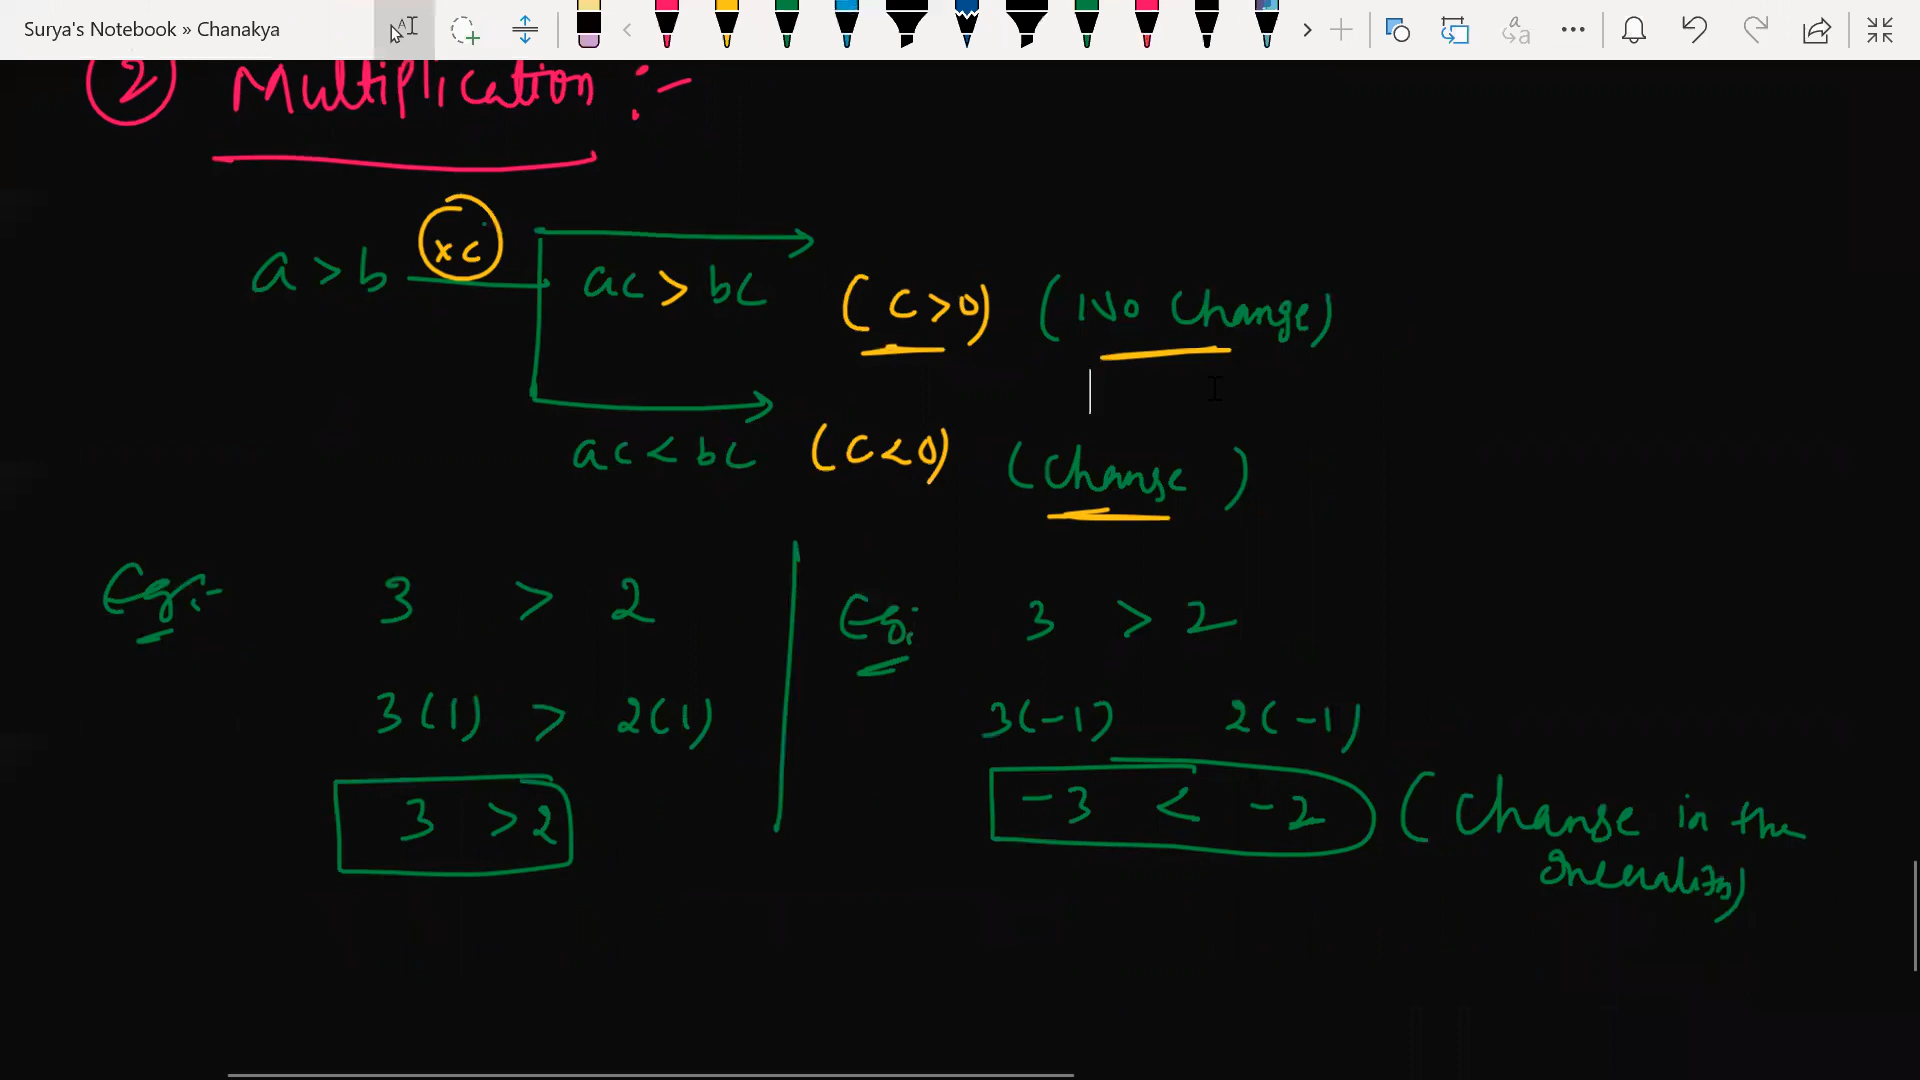 Surya's Notebook » Chanakya
② Multiplication :-
a > b xc ac > bc (c>0) (No Change)
ac < bc (c<0) (Change)
Eg:- 3 > 2
3(1) > 2(1)
3 > 2
Eg: 3 > 2
3(-1) 2(-1)
-3 < -2 (Change in the
Inequality)